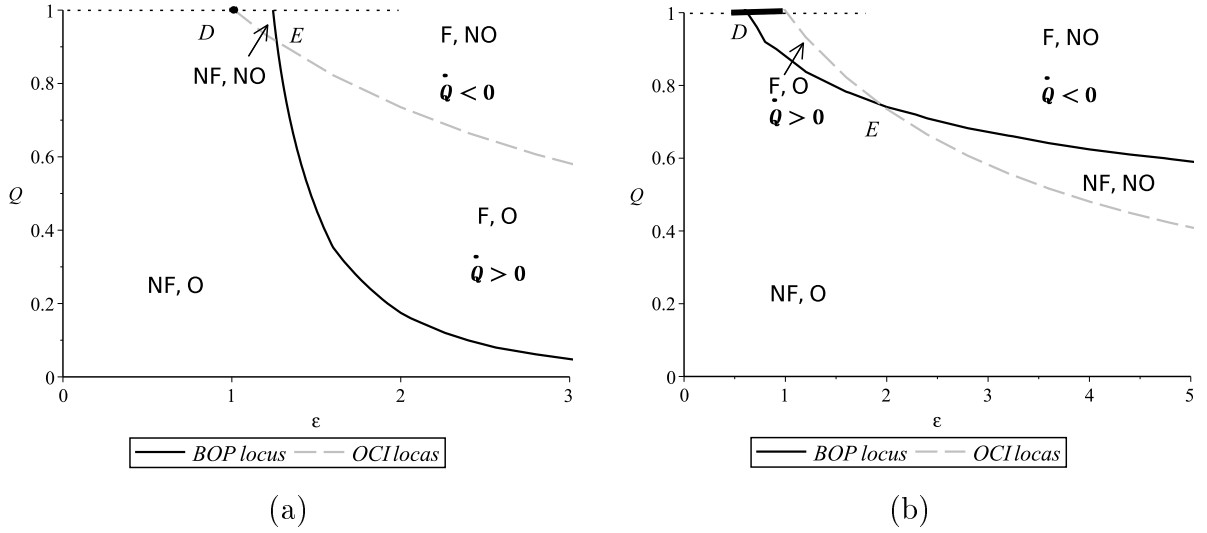 1
D
E
NF, NO
F, NO
Q̇ < 0
0.8
0.6
Q
F, O
0.4
Q̇ > 0
NF, O
0.2
0
0
1
2
3
ε
BOP locus
OCI locas
(a)
1
D
F, NO
F, O
Q̇ < 0
0.8
Q̇ > 0
E
0.6
NF, NO
Q
0.4
NF, O
0.2
0
0
1
2
3
4
5
ε
BOP locus
OCI locas
(b)